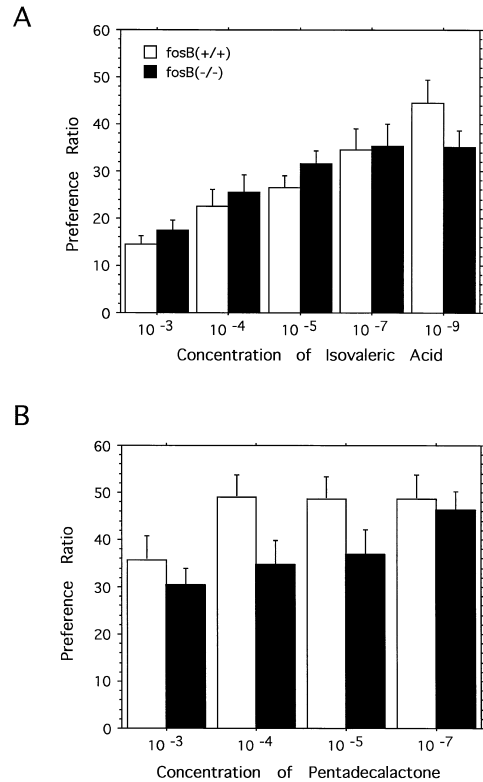 A
60
50
40
30
20
10
0
Preference Ratio
fosB(+/+)
fosB(-/-)
10 -3 10 -4 10 -5 10 -7 10 -9
Concentration of Isovaleric Acid
B
60
50
40
30
20
10
0
Preference Ratio
10 -3 10 -4 10 -5 10 -7
Concentration of Pentadecalactone